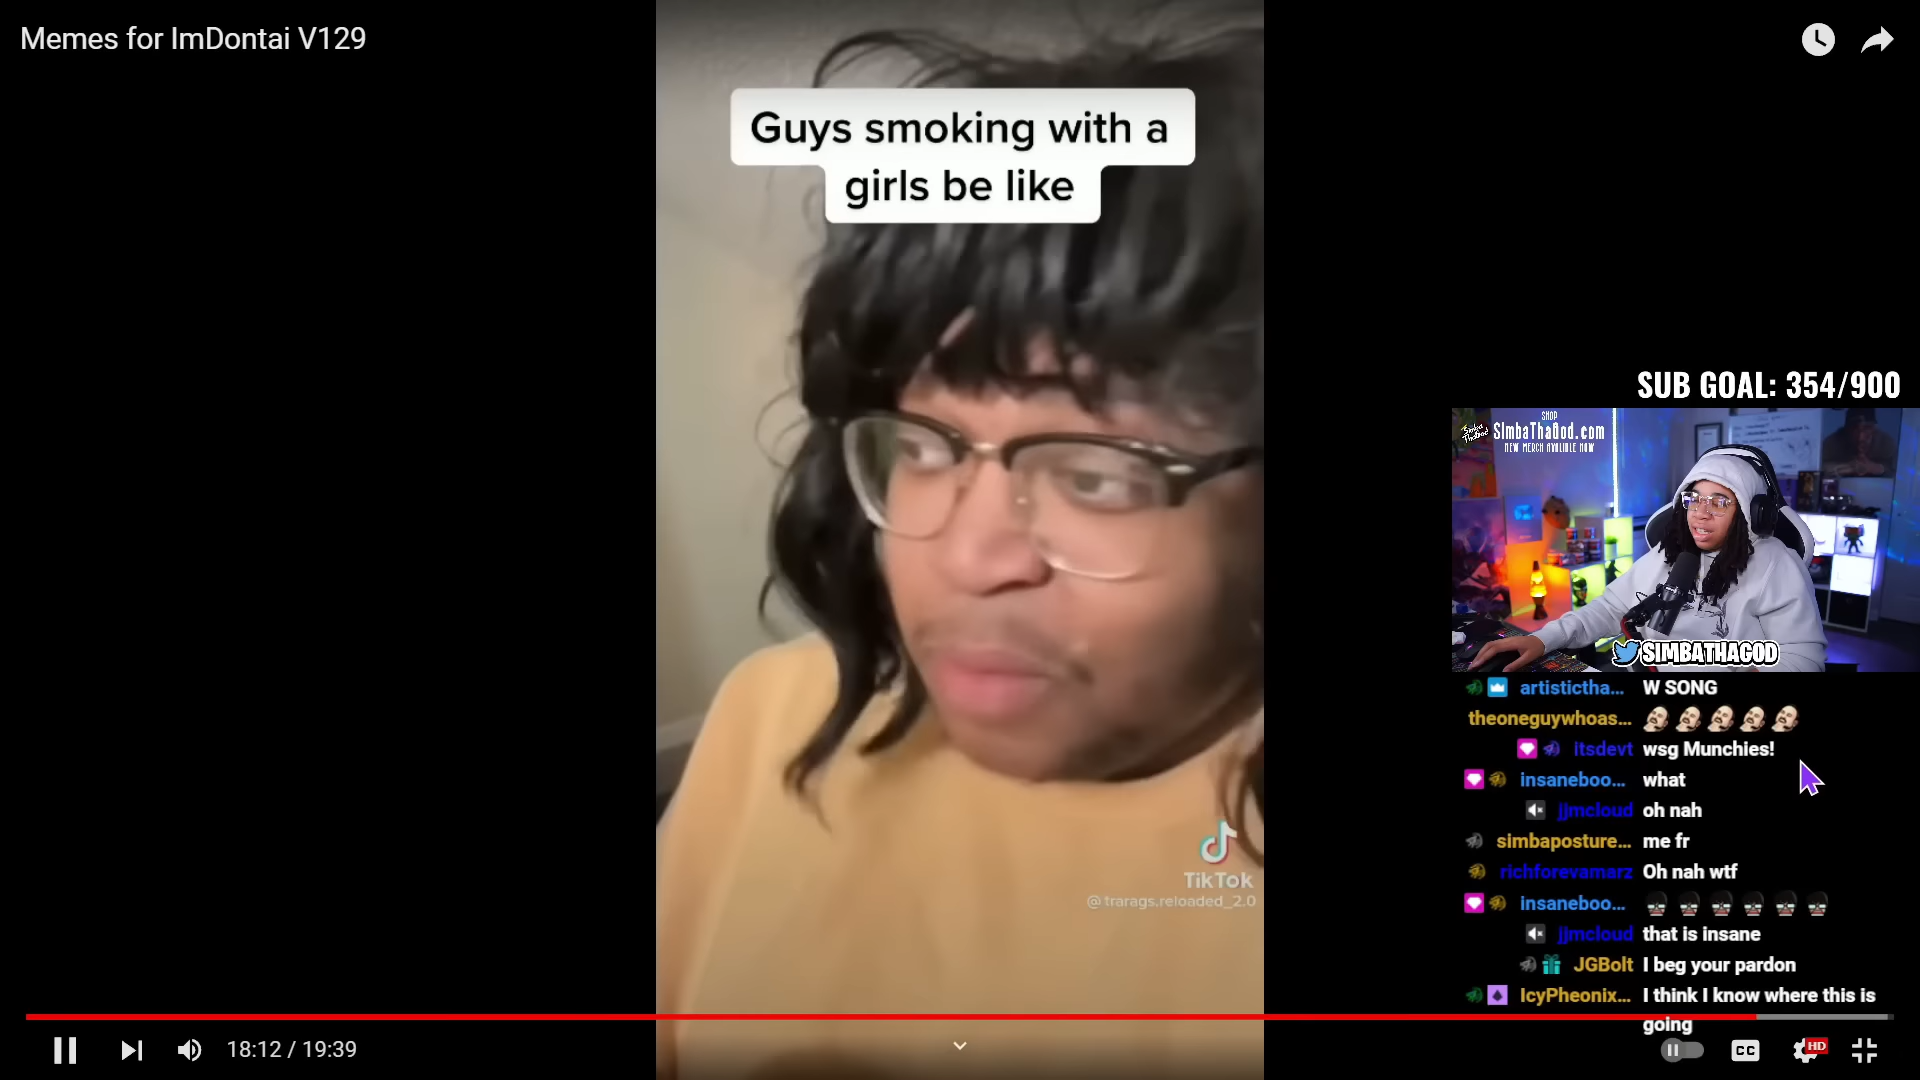 Memes for ImDontai V129
Guys smoking with a
girls be like
SUB GOAL: 354/900
SHOP
SImbaThaGod.com
NEW MERCH AVAILIBLE NOW
SIMBATHAGOD
artistictha... W SONG
theoneguywhoas...
itsdevt wsg Munchies!
insaneboo... what
jjmcloud oh nah
simbaposture... me fr
richforevamarz Oh nah wtf
insaneboo...
jjmcloud that is insane
JGBolt I beg your pardon
IcyPheonix... I think I know where this is
going
TikTok
@trarags.reloaded_2.0
18:12 / 19:39
CC
HD